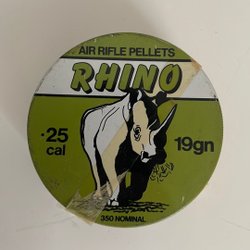 AIR RIFLE PELLETS
RHINO
.25
cal
19gn
350 NOMINAL